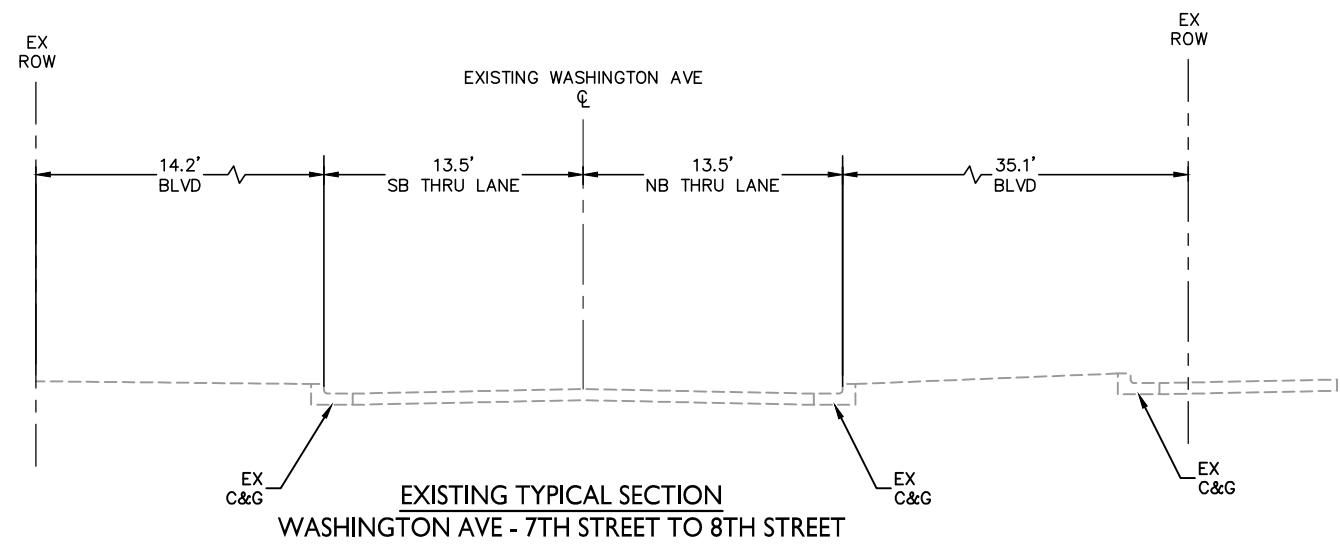 EX
ROW
EX
ROW
EXISTING WASHINGTON AVE
℄
14.2'
BLVD
13.5'
SB THRU LANE
13.5'
NB THRU LANE
35.1'
BLVD
EX
C&G
EX
C&G
EX
C&G
EXISTING TYPICAL SECTION
WASHINGTON AVE - 7TH STREET TO 8TH STREET